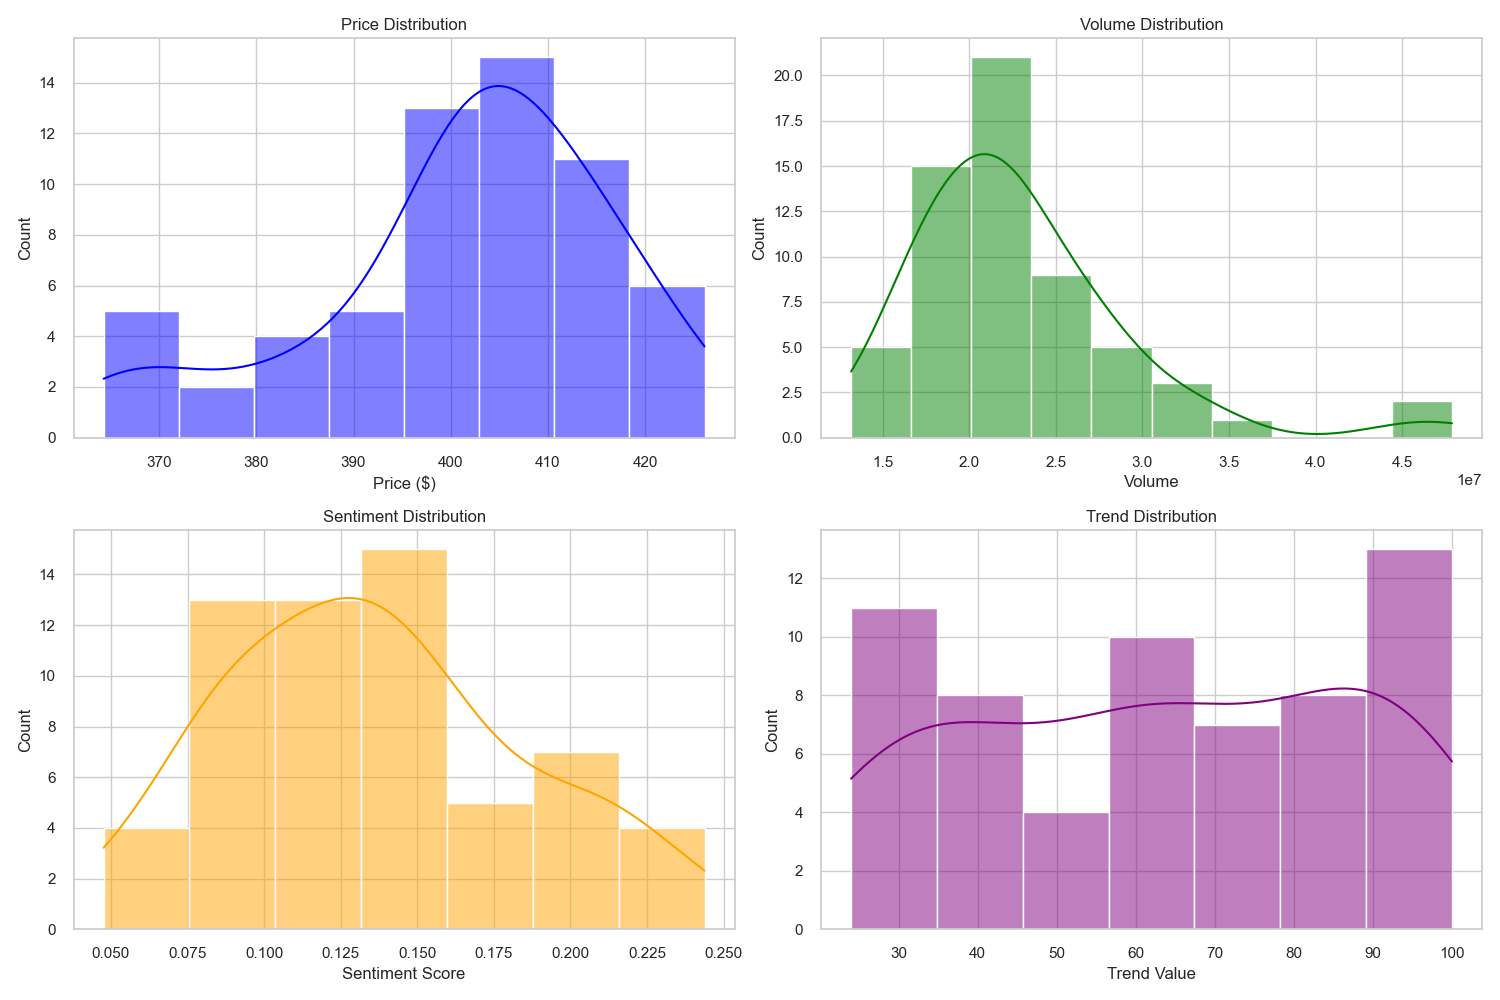 Price Distribution
Count
14
12
10
8
6
4
2
0
370 380 390 400 410 420
Price ($)
Volume Distribution
Count
20.0
17.5
15.0
12.5
10.0
7.5
5.0
2.5
0.0
1.5 2.0 2.5 3.0 3.5 4.0 4.5
1e7
Volume
Sentiment Distribution
Count
14
12
10
8
6
4
2
0
0.050 0.075 0.100 0.125 0.150 0.175 0.200 0.225 0.250
Sentiment Score
Trend Distribution
Count
12
10
8
6
4
2
0
30 40 50 60 70 80 90 100
Trend Value